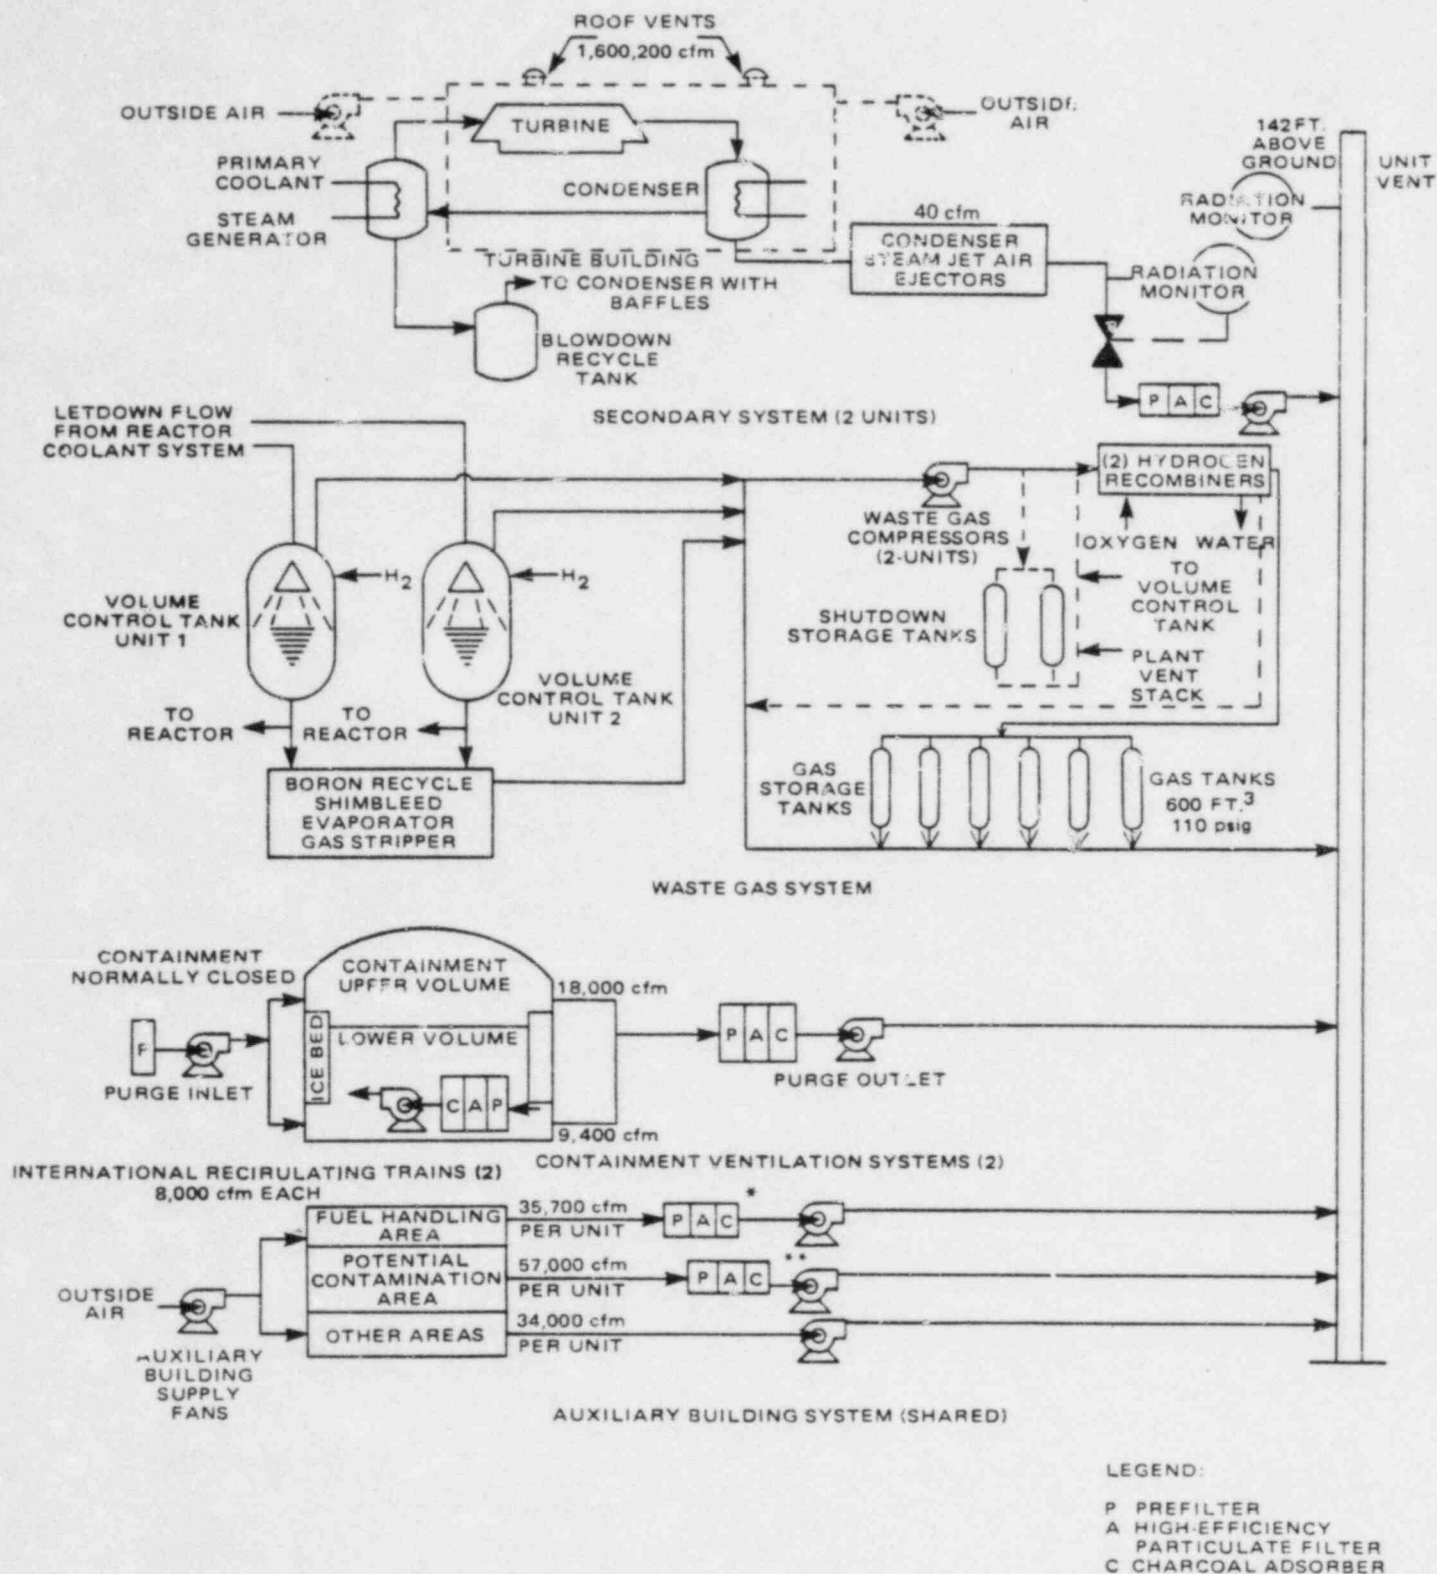 ROOF VENTS
1,600,200 cfm
OUTSIDE AIR
TURBINE
AIR
PRIMARY
COOLANT
STEAM
GENERATOR
CONDENSER
TURBINE BUILDING
TO CONDENSER WITH
BAFFLES
BLOWDOWN
RECYCLE
TANK
40 cfm
CONDENSER
STEAM JET AIR
EJECTORS
142 FT.
ABOVE
GROUND
UNIT
VENT
RADIATION
MONITOR
RADIATION
MONITOR
P A C
SECONDARY SYSTEM (2 UNITS)
LETDOWN FLOW
FROM REACTOR
COOLANT SYSTEM
H2
H2
VOLUME
CONTROL TANK
UNIT 1
VOLUME
CONTROL TANK
UNIT 2
TO
REACTOR
TO
REACTOR
BORON RECYCLE
SHIMBLEED
EVAPORATOR
GAS STRIPPER
WASTE GAS
COMPRESSORS
(2-UNITS)
(2) HYDROGEN
RECOMBINERS
OXYGEN WATER
TO
VOLUME
CONTROL
TANK
SHUTDOWN
STORAGE TANKS
PLANT
VENT
STACK
GAS
STORAGE
TANKS
GAS TANKS
600 FT.3
110 psig
WASTE GAS SYSTEM
CONTAINMENT
NORMALLY CLOSED
CONTAINMENT
UPPER VOLUME
18,000 cfm
F
PURGE INLET
ICE BED
LOWER VOLUME
C A P
P A C
PURGE OUTLET
9,400 cfm
INTERNATIONAL RECIRULATING TRAINS (2)
8,000 cfm EACH
CONTAINMENT VENTILATION SYSTEMS (2)
FUEL HANDLING
AREA
35,700 cfm
PER UNIT
P A C
*
POTENTIAL
CONTAMINATION
AREA
57,000 cfm
PER UNIT
P A C
**
OTHER AREAS
34,000 cfm
PER UNIT
OUTSIDE
AIR
AUXILIARY
BUILDING
SUPPLY
FANS
AUXILIARY BUILDING SYSTEM (SHARED)
LEGEND:
P PREFILTER
A HIGH-EFFICIENCY
PARTICULATE FILTER
C CHARCOAL ADSORBER